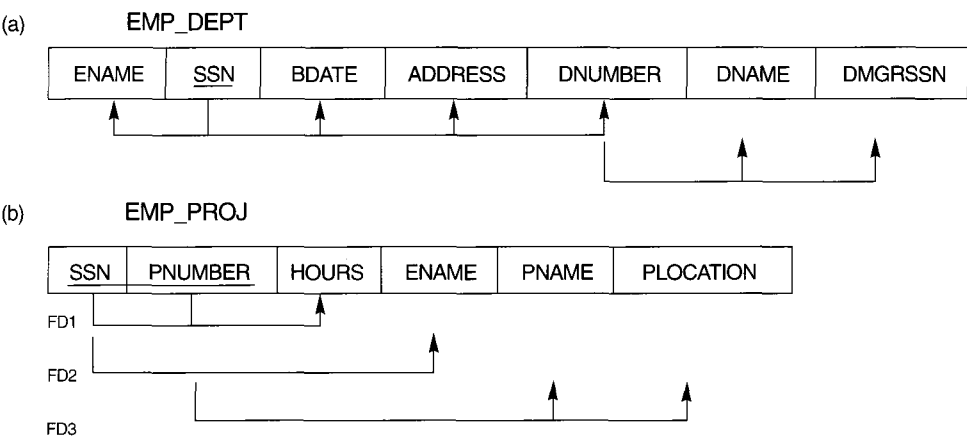 (a) EMP_DEPT
ENAME SSN BDATE ADDRESS DNUMBER DNAME DMGRSSN
(b) EMP_PROJ
SSN PNUMBER HOURS ENAME PNAME PLOCATION
FD1
FD2
FD3